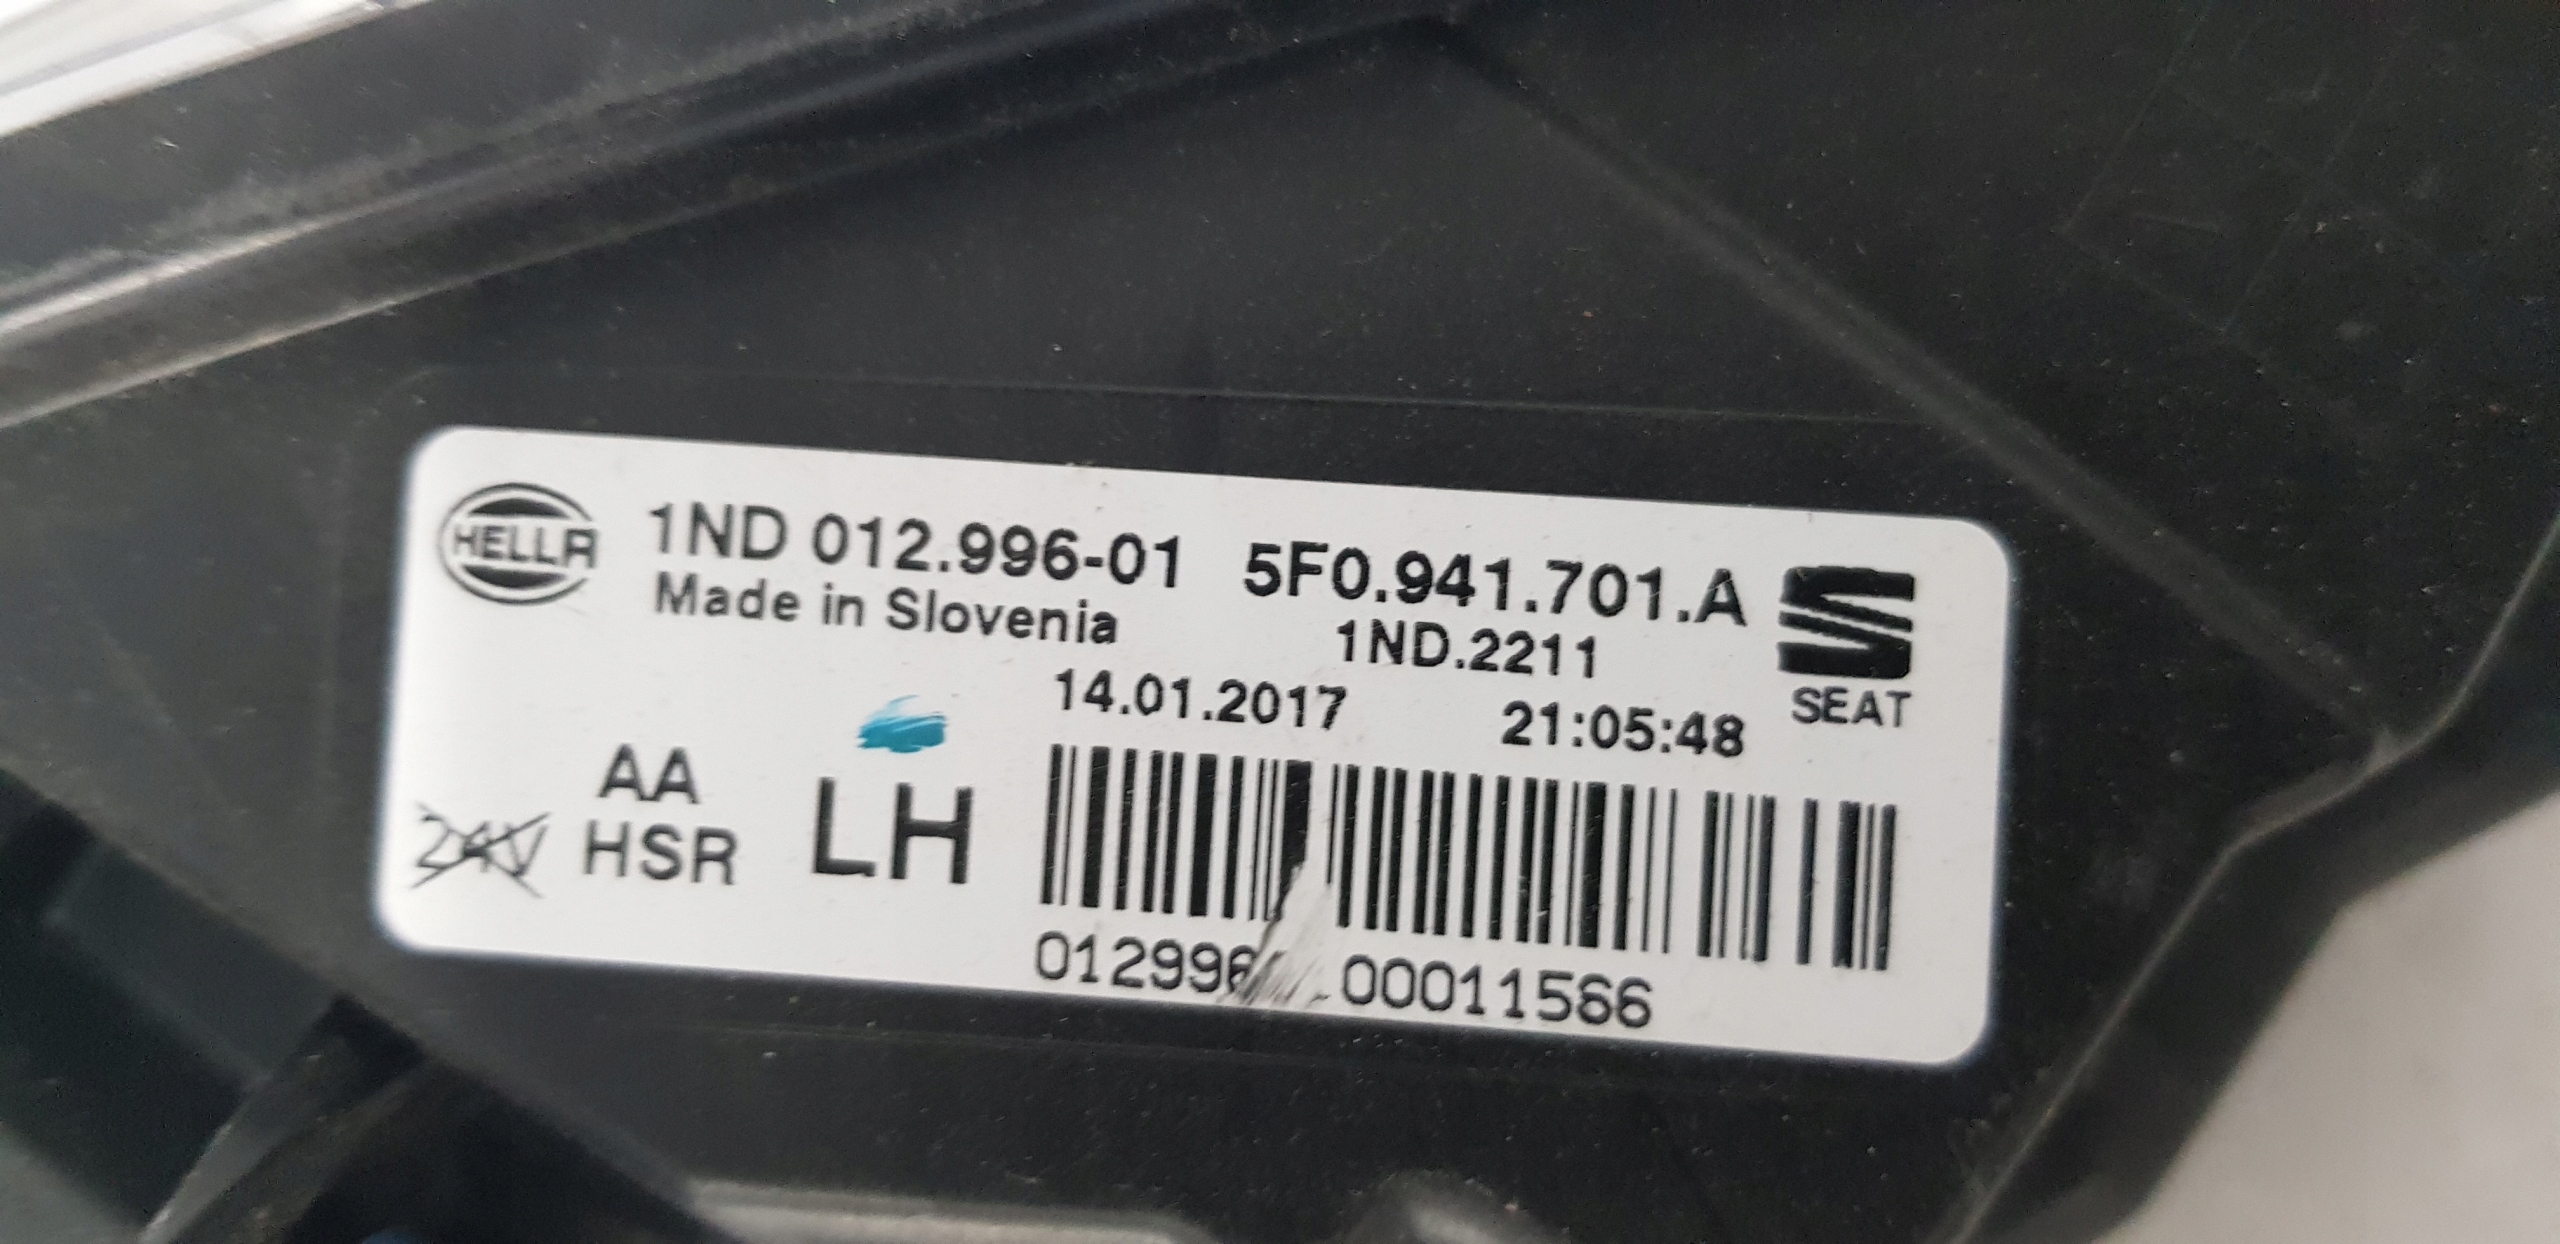 HELLA 1ND 012.996-01 5F0.941.701.A
Made in Slovenia 1ND.2211
14.01.2017 21:05:48 SEAT
AA
24V HSR LH
012996 00011566